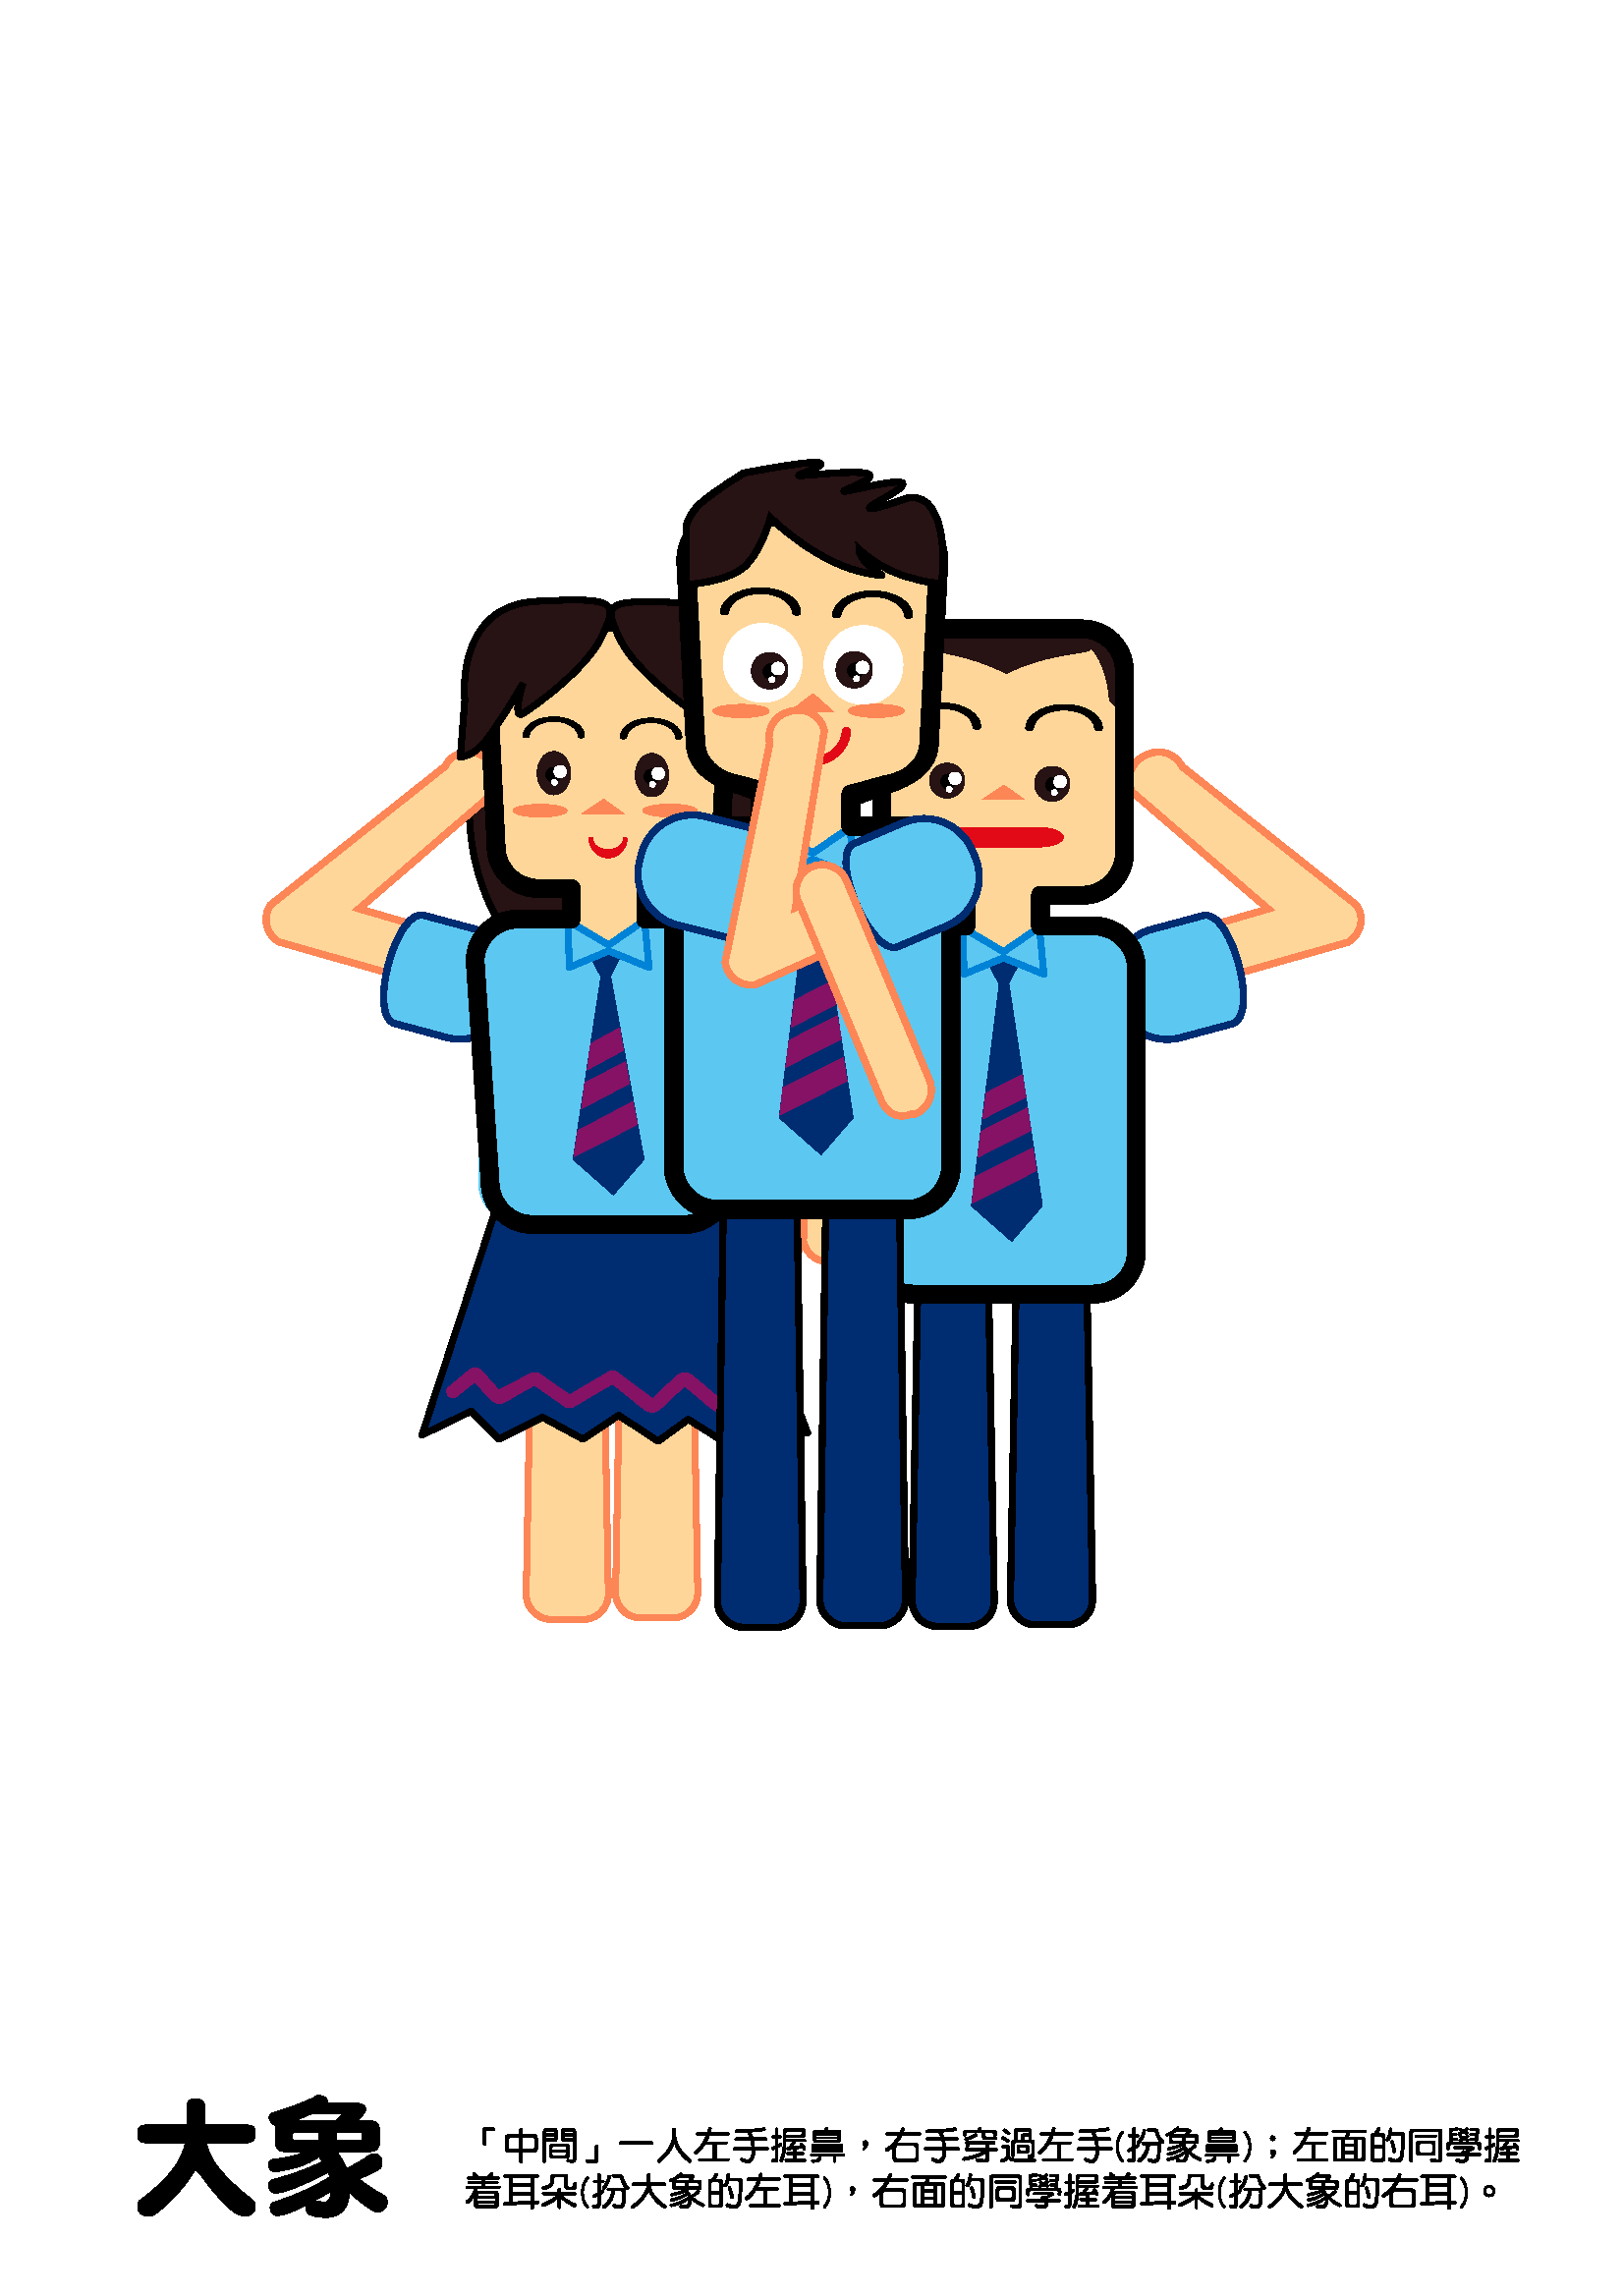 大象
「中間」一人左手握鼻，右手穿過左手(扮象鼻)；左面的同學握
着耳朵(扮大象的左耳)，右面的同學握着耳朵(扮大象的右耳)。